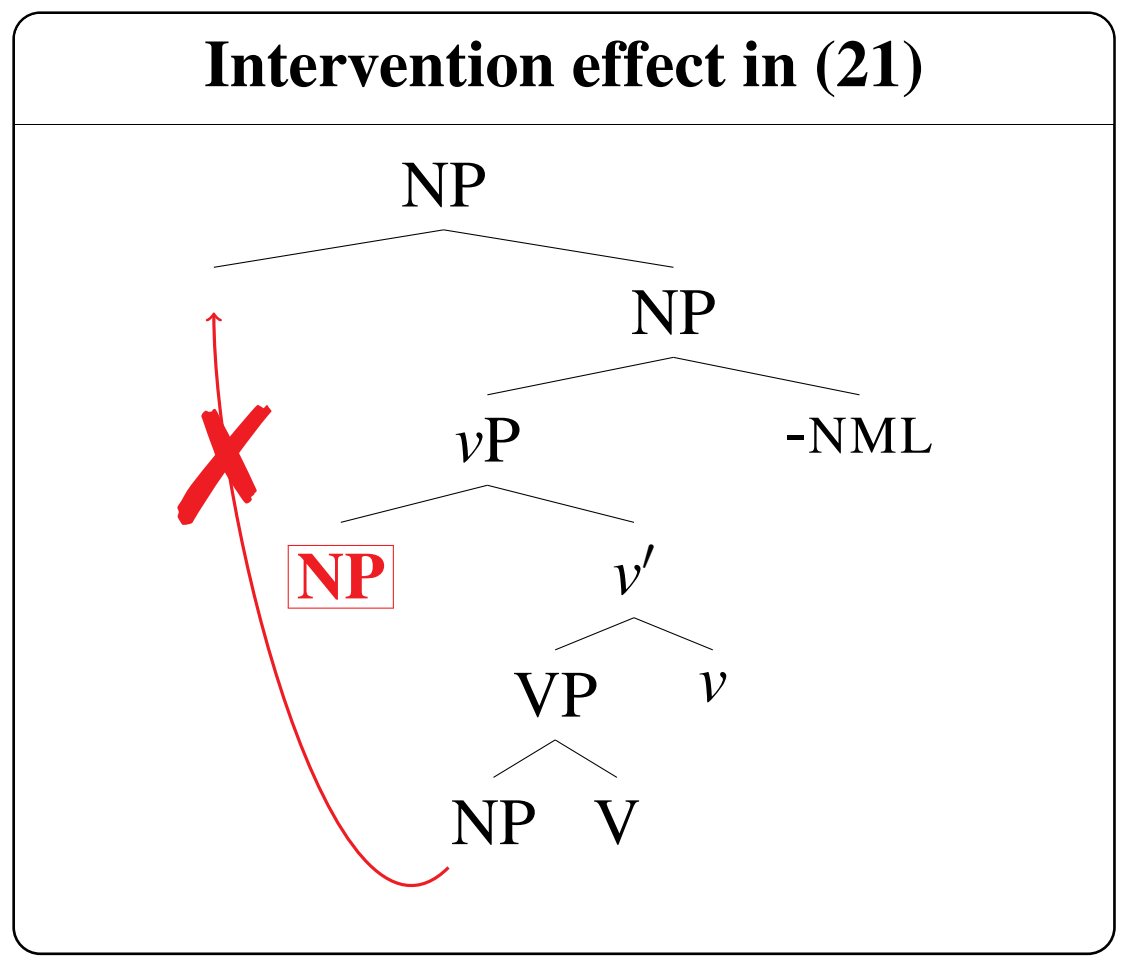 Intervention effect in (21)
NP
NP
vP -NML
NP v′
VP v
NP V